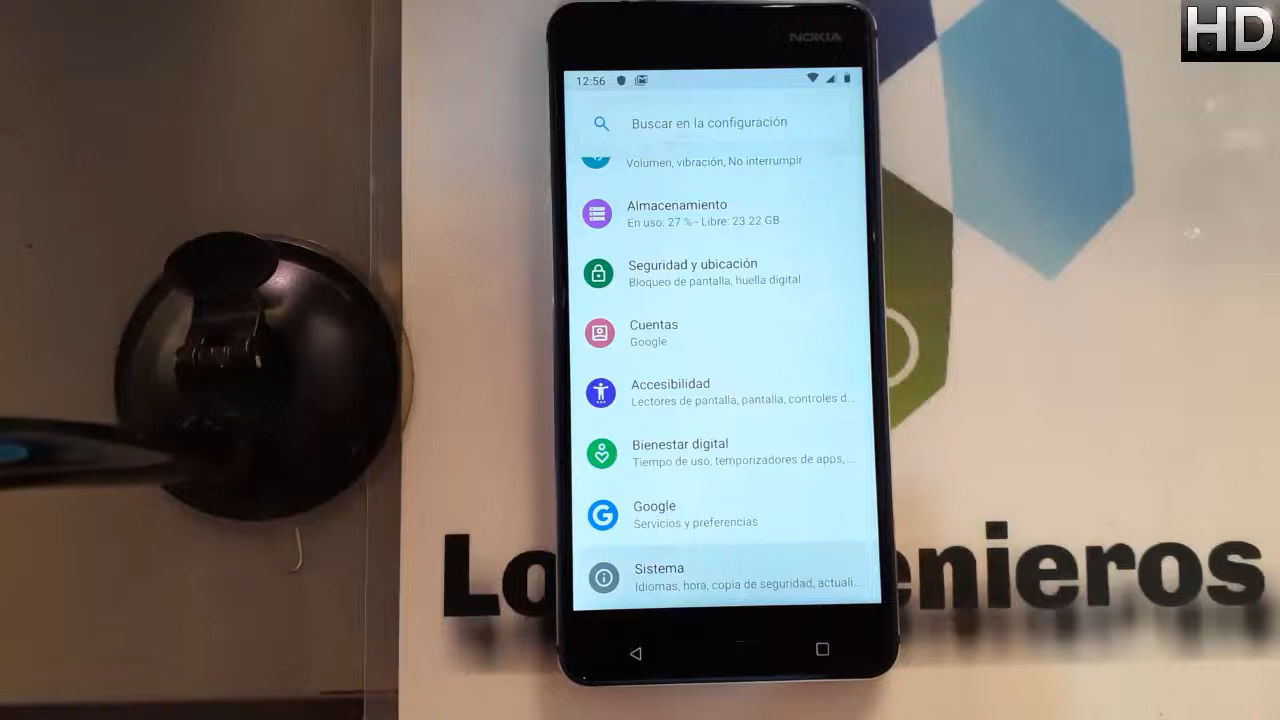 HD
NOKIA
12:56
Buscar en la configuración
Volumen, vibración, No interrumpir
Almacenamiento
En uso: 27 % - Libre: 23.22 GB
Seguridad y ubicación
Bloqueo de pantalla, huella digital
Cuentas
Google
Accesibilidad
Lectores de pantalla, pantalla, controles d...
Bienestar digital
Tiempo de uso, temporizadores de apps, ...
Google
Servicios y preferencias
Sistema
Idiomas, hora, copia de seguridad, actuali...
Lo enieros